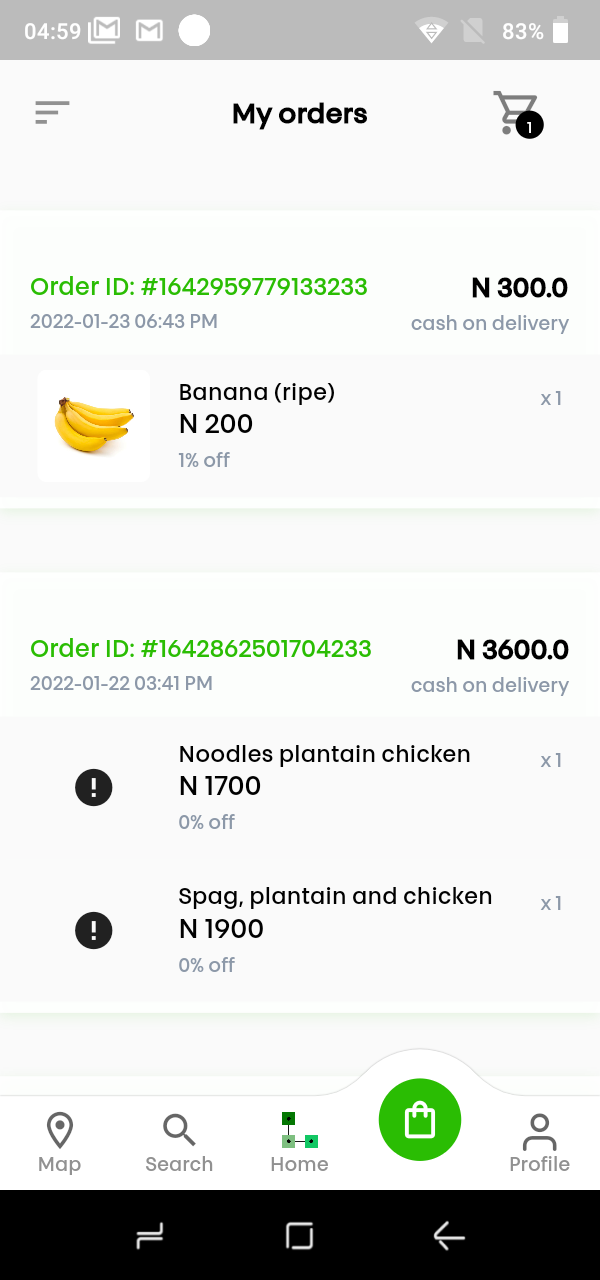 04:59 83%
My orders
1
Order ID: #1642959779133233 N 300.0
2022-01-23 06:43 PM cash on delivery
Banana (ripe) x 1
N 200
1% off
Order ID: #1642862501704233 N 3600.0
2022-01-22 03:41 PM cash on delivery
Noodles plantain chicken x 1
N 1700
0% off
Spag, plantain and chicken x 1
N 1900
0% off
Map Search Home Profile